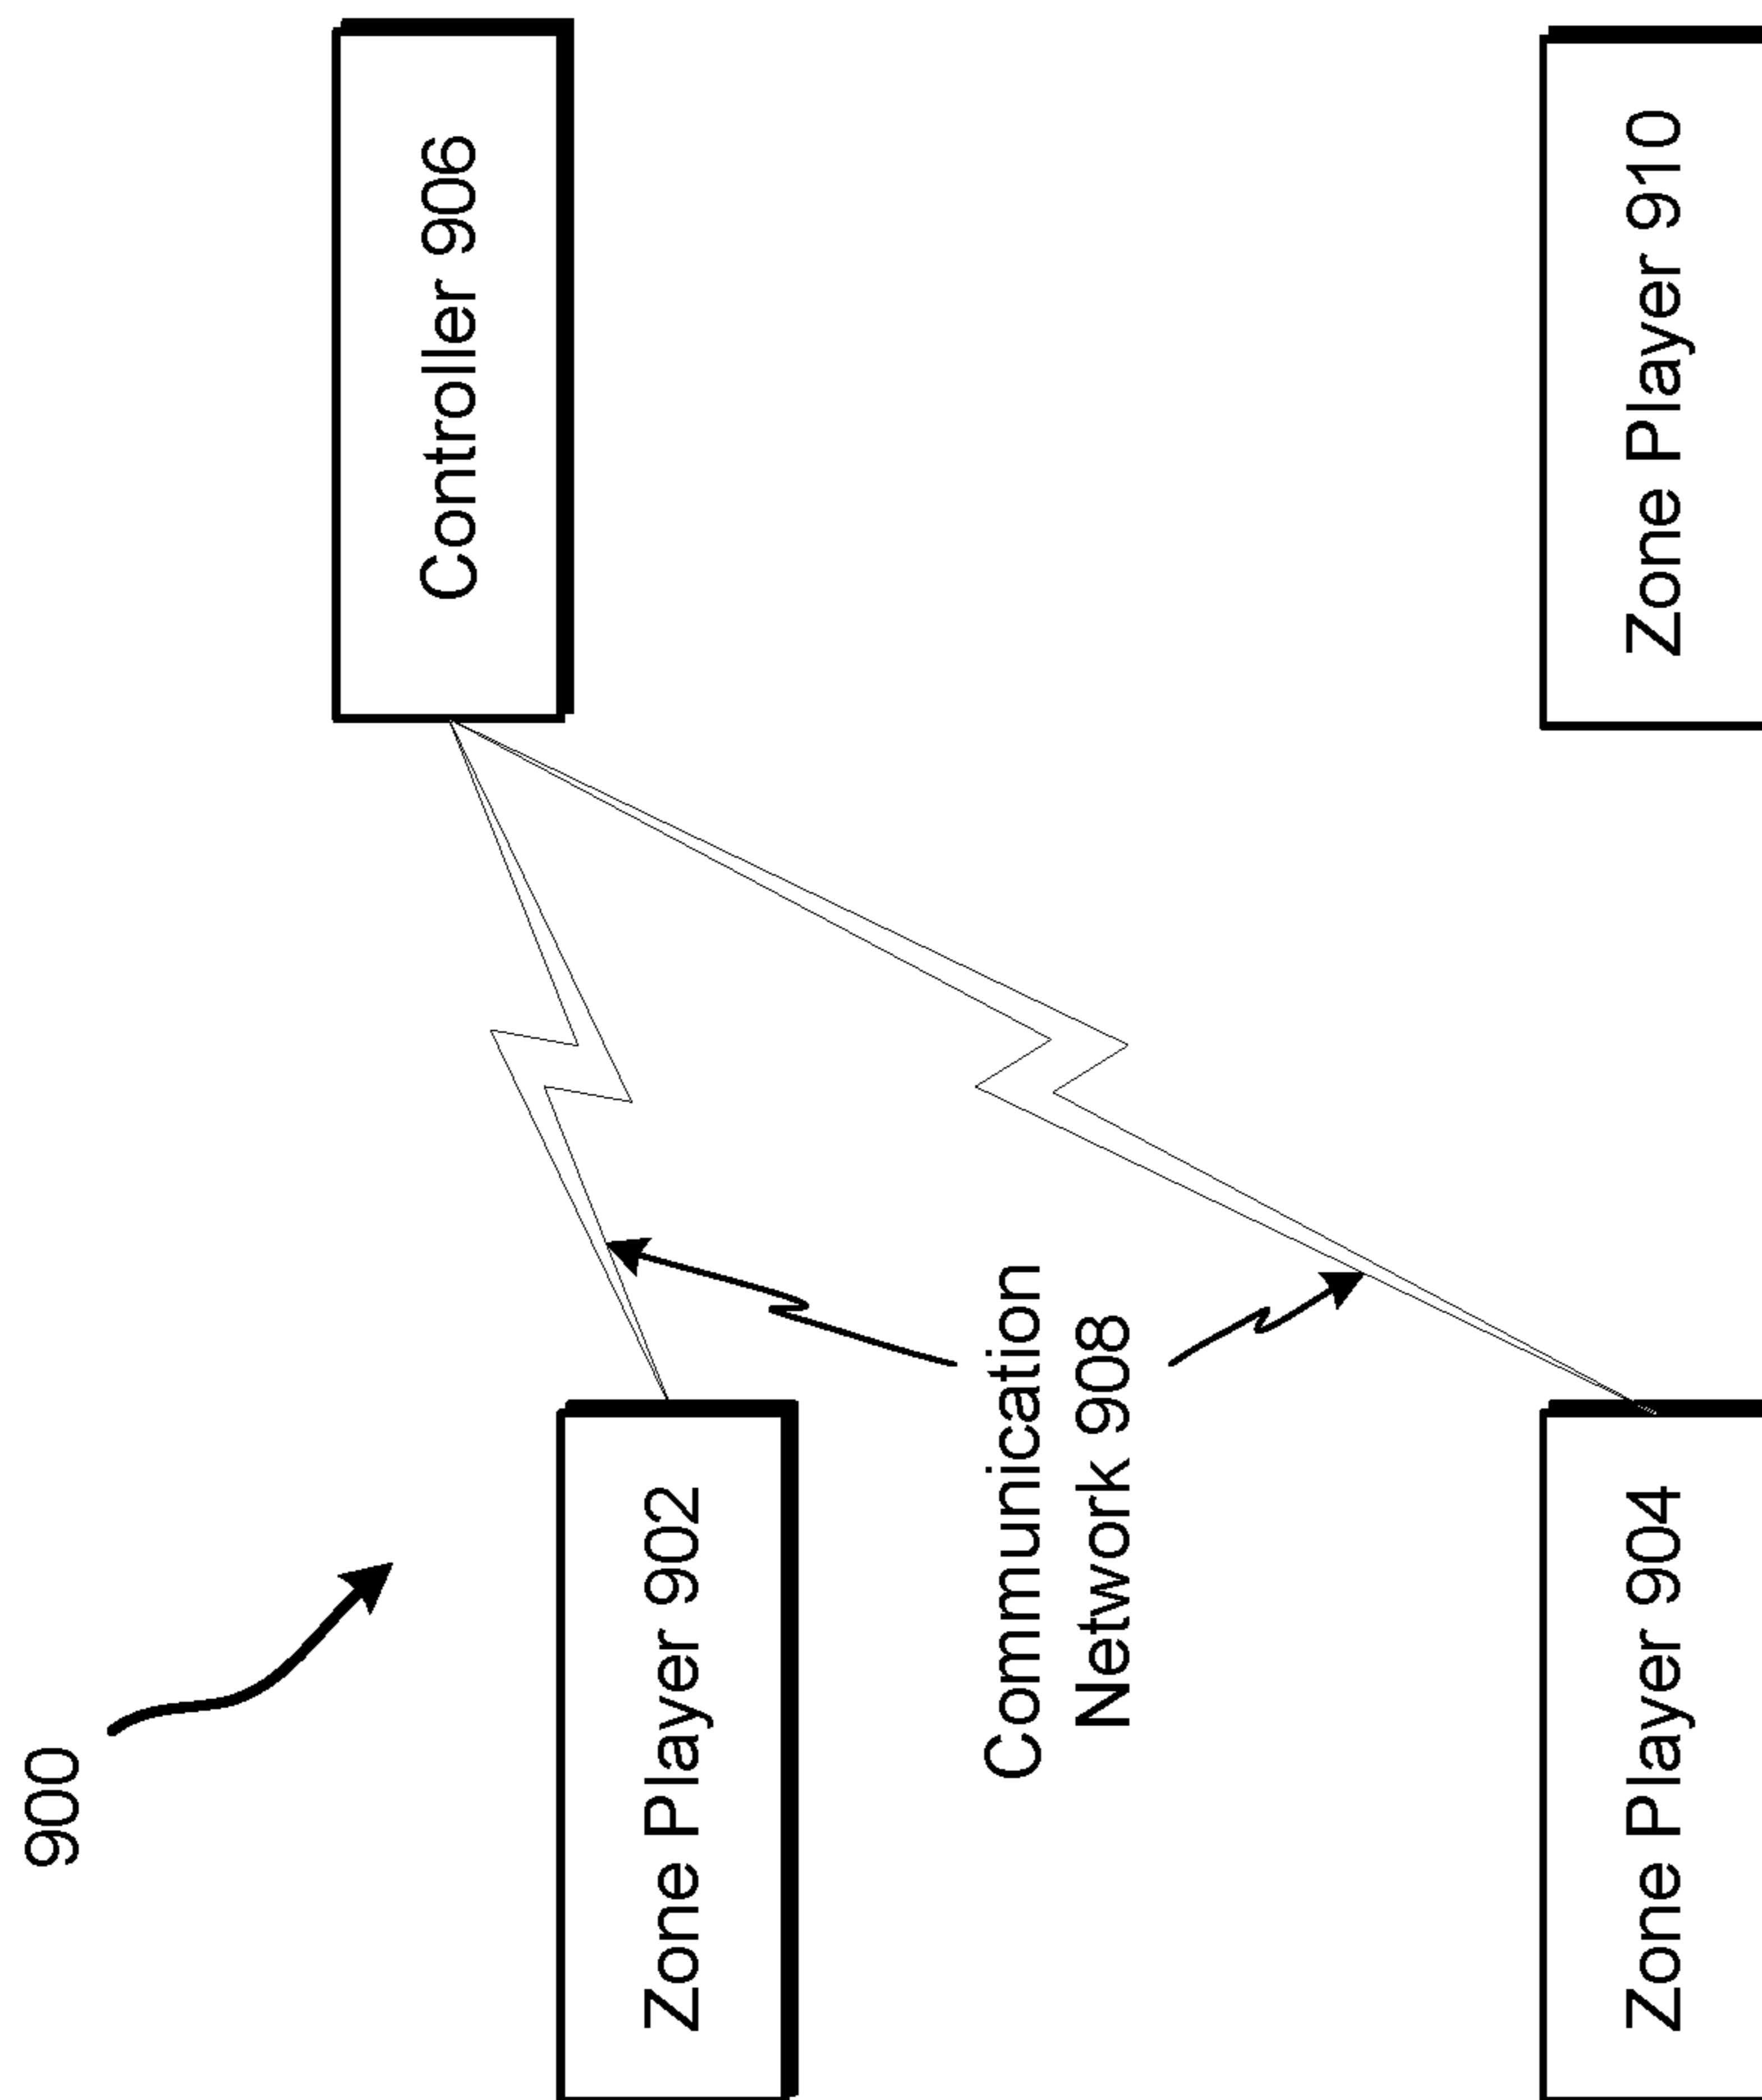 900
Controller 906
Zone Player 902
Communication
Network 908
Zone Player 904
Zone Player 910